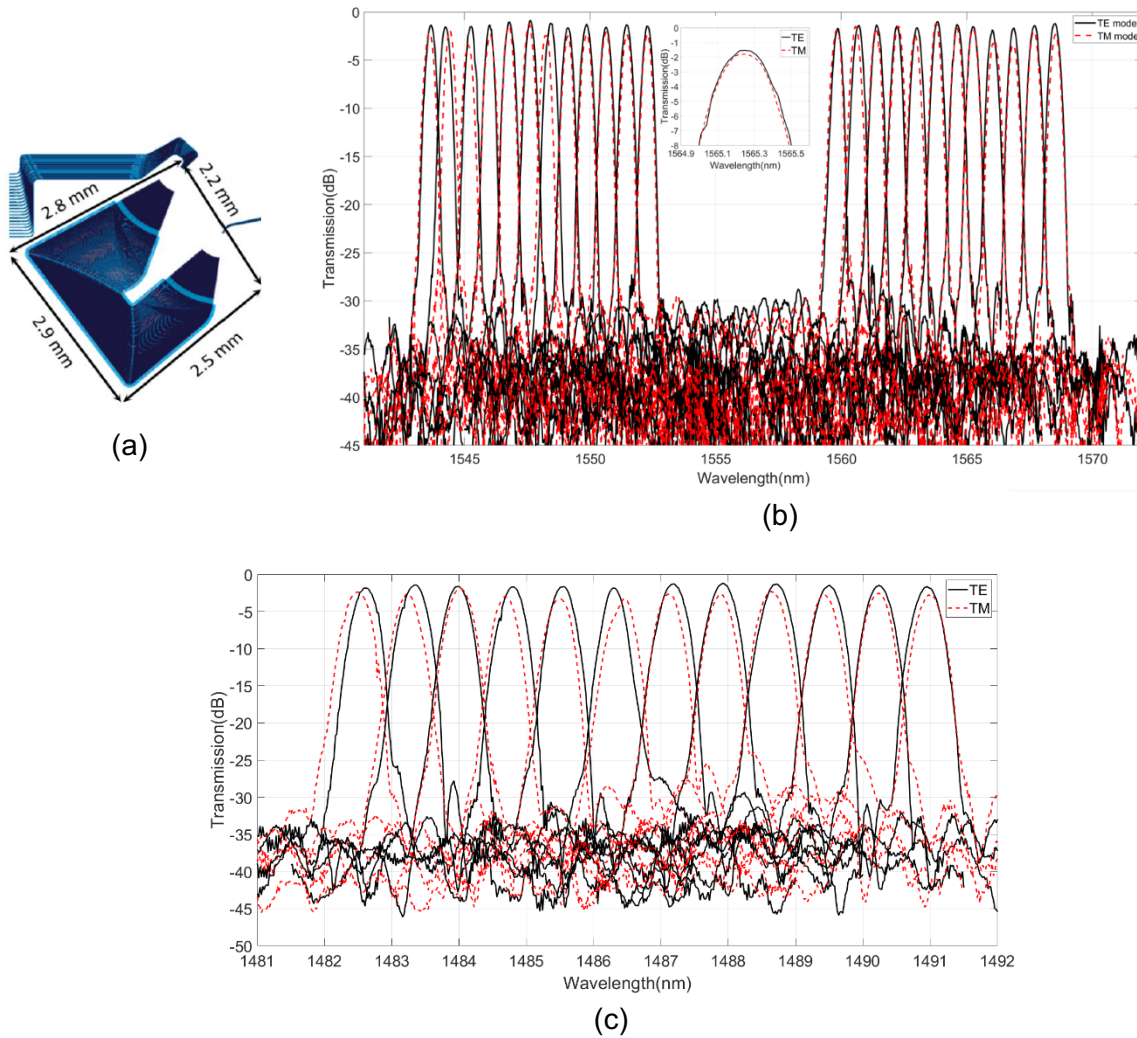 2.8 mm
2.2 mm
2.9 mm
2.5 mm
(a)
0
-5
-10
-15
-20
-25
-30
-35
-40
-45
Transmission(dB)
1545
1550
1555
1560
1565
1570
Wavelength(nm)
TE mode
TM mode
0
-1
-2
-3
-4
-5
-6
-7
-8
Transmission(dB)
1564.9
1565.1
1565.3
1565.5
Wavelength(nm)
TE
TM
(b)
0
-5
-10
-15
-20
-25
-30
-35
-40
-45
-50
Transmission(dB)
1481
1482
1483
1484
1485
1486
1487
1488
1489
1490
1491
1492
Wavelength(nm)
TE
TM
(c)